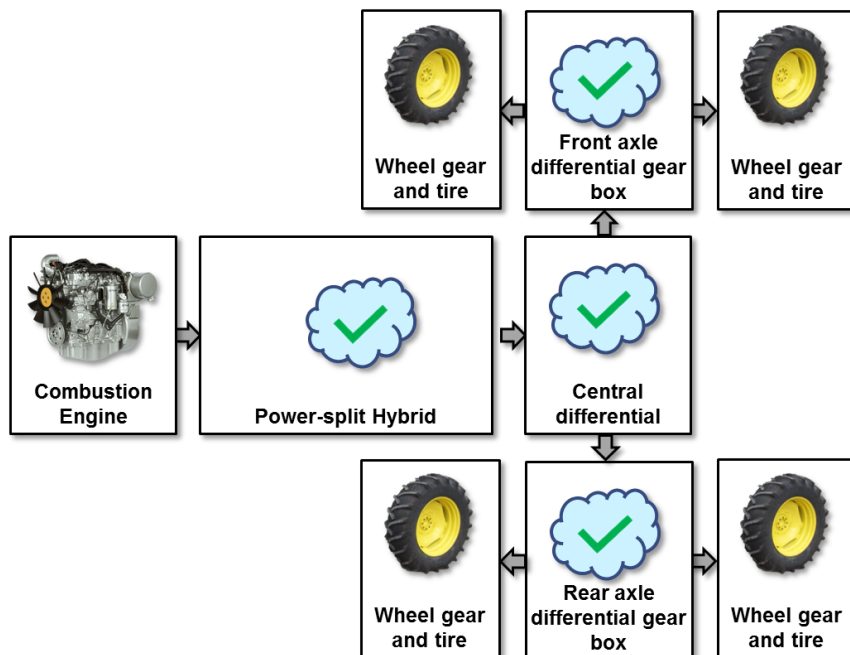 Wheel gear
and tire
Front axle
differential gear
box
Wheel gear
and tire
Combustion
Engine
Power-split Hybrid
Central
differential
Wheel gear
and tire
Rear axle
differential gear
box
Wheel gear
and tire